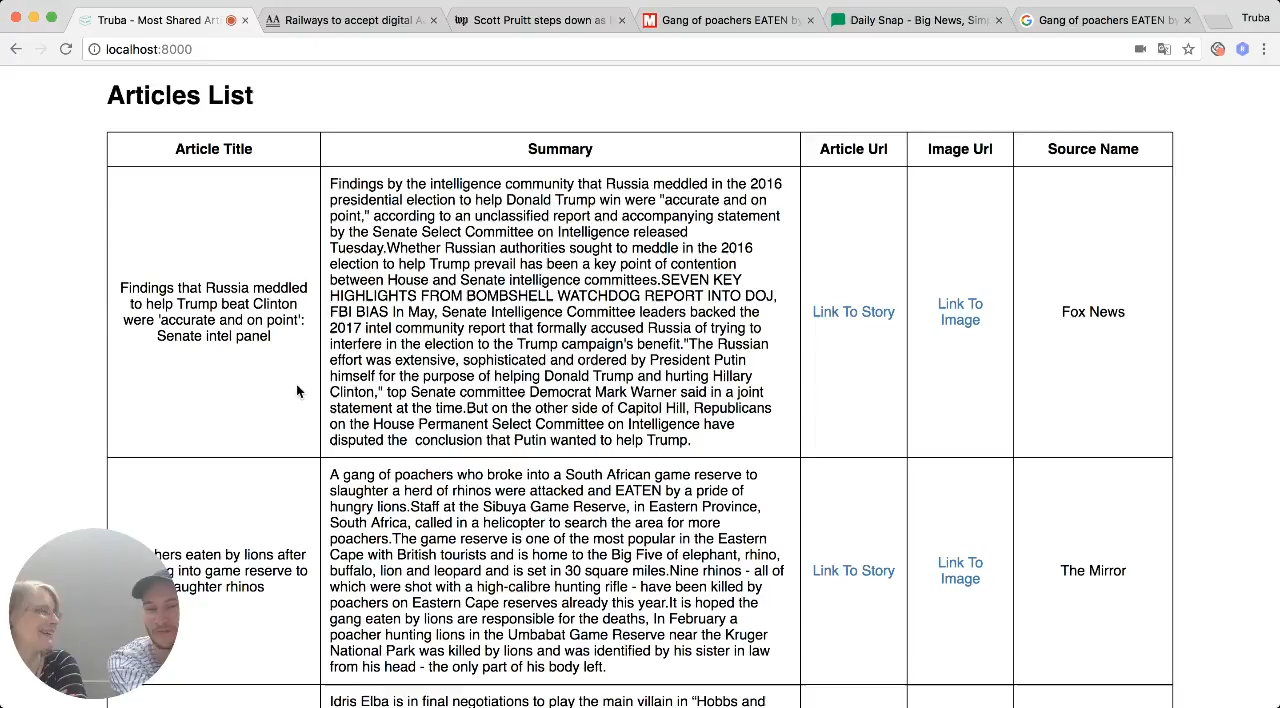 Truba - Most Shared Arti
Railways to accept digital A
Scott Pruitt steps down as
Gang of poachers EATEN by
Daily Snap - Big News, Sim
Gang of poachers EATEN by
Truba
localhost:8000
Articles List
Article Title
Summary
Article Url
Image Url
Source Name
Findings that Russia meddled
to help Trump beat Clinton
were 'accurate and on point':
Senate intel panel
Findings by the intelligence community that Russia meddled in the 2016
presidential election to help Donald Trump win were "accurate and on
point," according to an unclassified report and accompanying statement
by the Senate Select Committee on Intelligence released
Tuesday.Whether Russian authorities sought to meddle in the 2016
election to help Trump prevail has been a key point of contention
between House and Senate intelligence committees.SEVEN KEY
HIGHLIGHTS FROM BOMBSHELL WATCHDOG REPORT INTO DOJ,
FBI BIAS In May, Senate Intelligence Committee leaders backed the
2017 intel community report that formally accused Russia of trying to
interfere in the election to the Trump campaign's benefit."The Russian
effort was extensive, sophisticated and ordered by President Putin
himself for the purpose of helping Donald Trump and hurting Hillary
Clinton," top Senate committee Democrat Mark Warner said in a joint
statement at the time.But on the other side of Capitol Hill, Republicans
on the House Permanent Select Committee on Intelligence have
disputed the  conclusion that Putin wanted to help Trump.
Link To Story
Link To
Image
Fox News
hers eaten by lions after
g into game reserve to
aughter rhinos
A gang of poachers who broke into a South African game reserve to
slaughter a herd of rhinos were attacked and EATEN by a pride of
hungry lions.Staff at the Sibuya Game Reserve, in Eastern Province,
South Africa, called in a helicopter to search the area for more
poachers.The game reserve is one of the most popular in the Eastern
Cape with British tourists and is home to the Big Five of elephant, rhino,
buffalo, lion and leopard and is set in 30 square miles.Nine rhinos - all of
which were shot with a high-calibre hunting rifle - have been killed by
poachers on Eastern Cape reserves already this year.It is hoped the
gang eaten by lions are responsible for the deaths, In February a
poacher hunting lions in the Umbabat Game Reserve near the Kruger
National Park was killed by lions and was identified by his sister in law
from his head - the only part of his body left.
Link To Story
Link To
Image
The Mirror
Idris Elba is in final negotiations to play the main villain in "Hobbs and